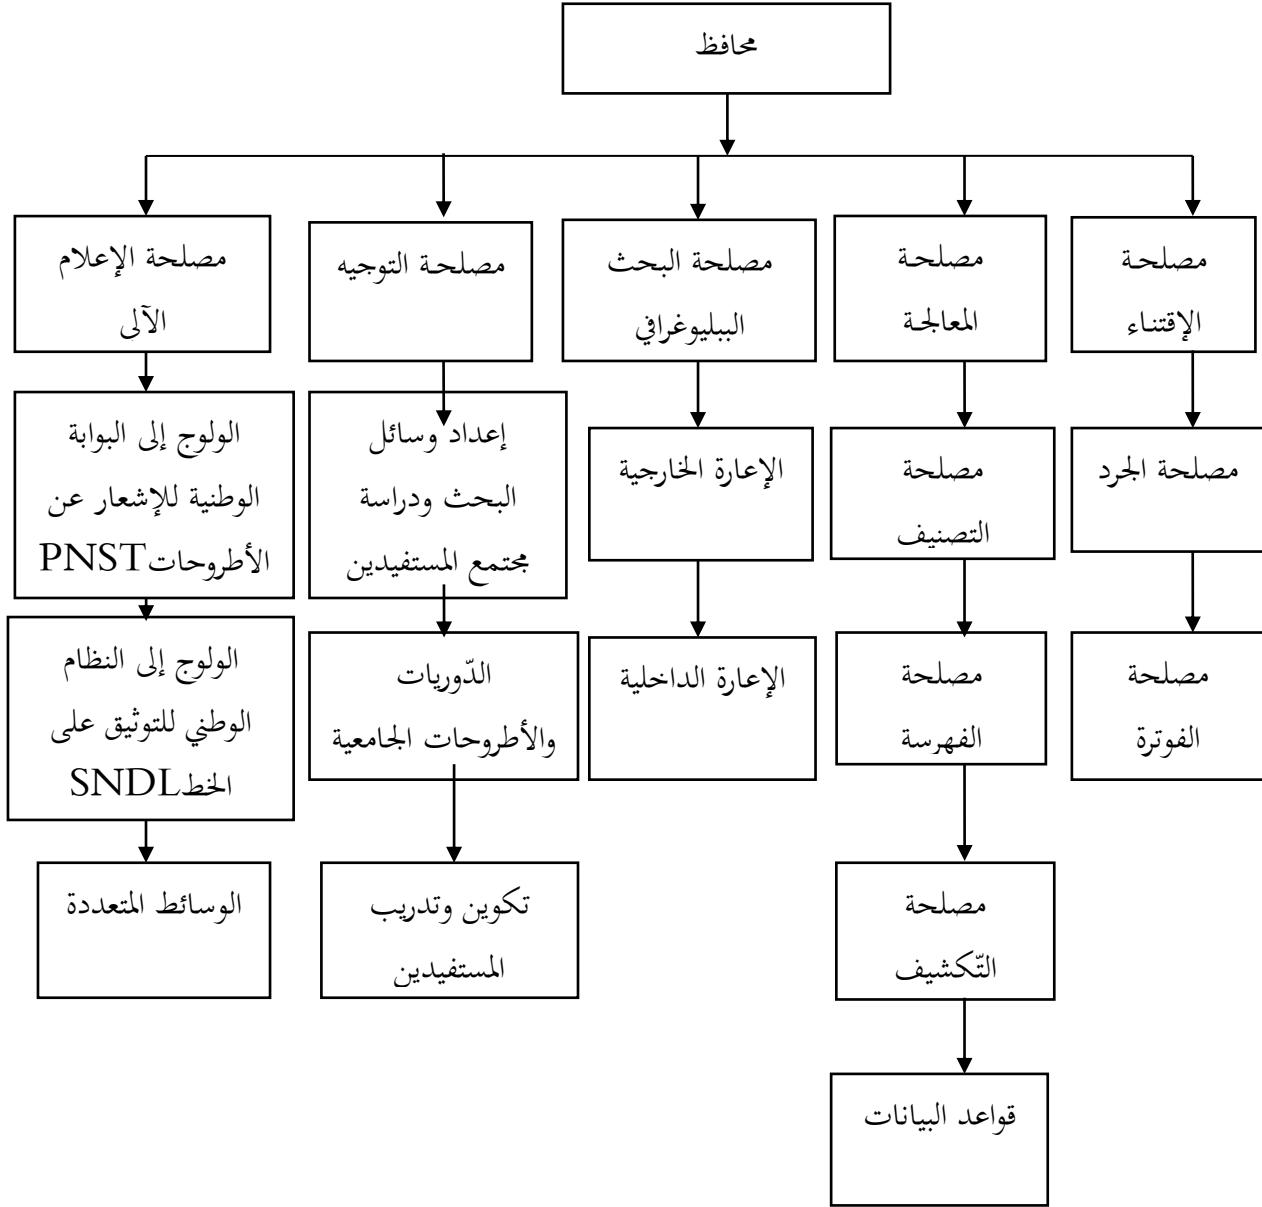 محافظ
مصلحة
الإقتناء
مصلحة
المعالجة
مصلحة البحث
الببليوغرافي
مصلحة التوجيه
مصلحة الإعلام
الآلى
مصلحة الجرد
مصلحة
التصنيف
الإعارة الخارجية
إعداد وسائل
البحث ودراسة
مجتمع المستفيدين
الولوج إلى البوابة
الوطنية للإشعار عن
الأطروحاتPNST
مصلحة
الفوترة
مصلحة
الفهرسة
الإعارة الداخلية
الدّوريات
والأطروحات الجامعية
الولوج إلى النظام
الوطني للتوثيق على
الخطSNDL
مصلحة
التّكشيف
تكوين وتدريب
المستفيدين
الوسائط المتعددة
قواعد البيانات